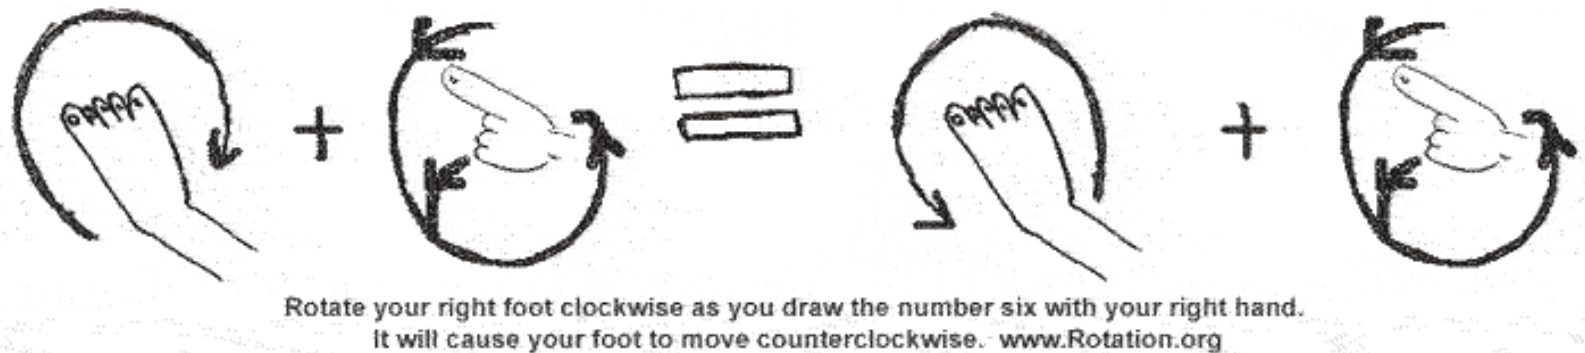 Rotate your right foot clockwise as you draw the number six with your right hand.
It will cause your foot to move counterclockwise. www.Rotation.org